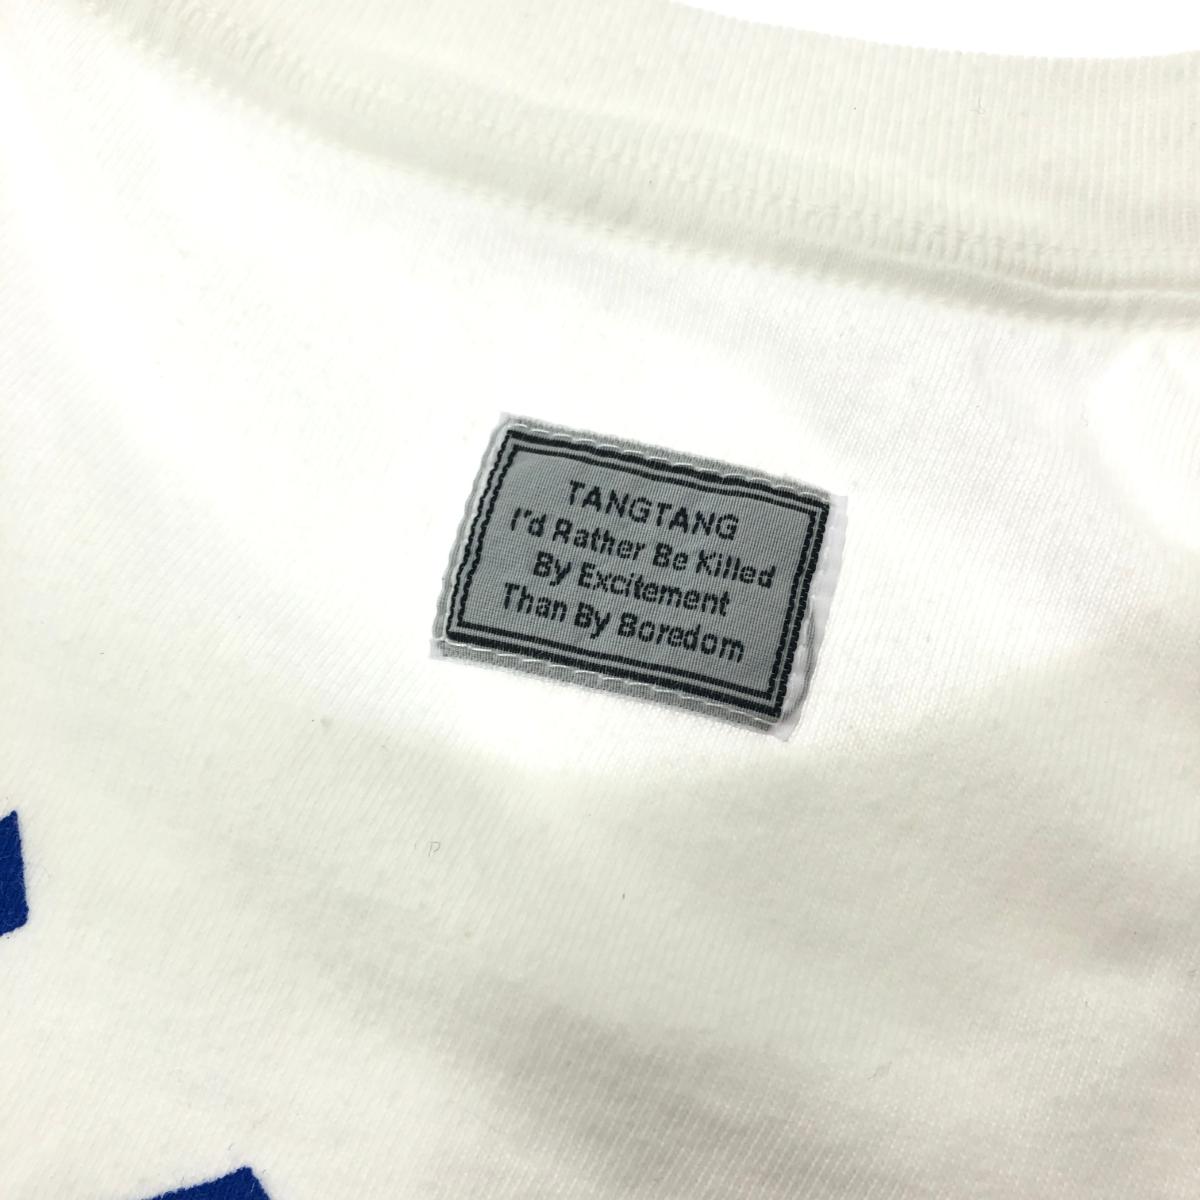 TANGTANG
I'd Rather Be Killed
By Excitement
Than By Boredom